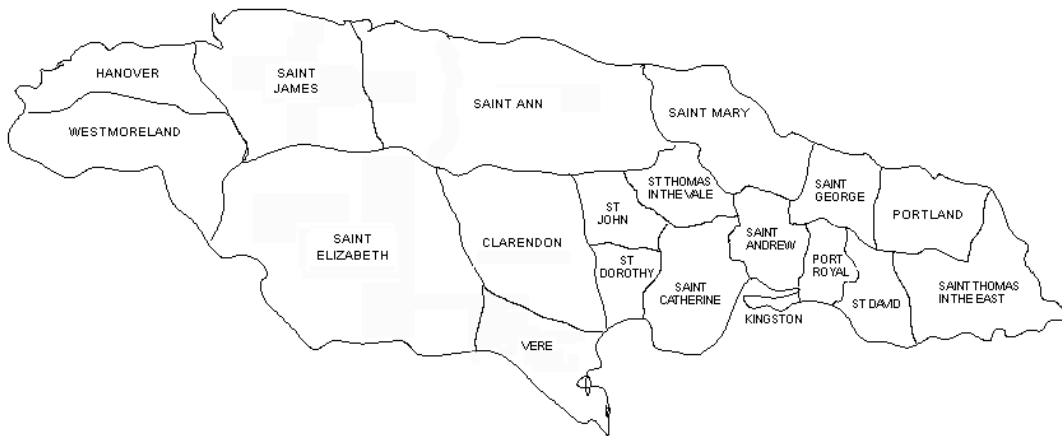 HANOVER
WESTMORELAND
SAINT
JAMES
SAINT ANN
SAINT MARY
SAINT
ELIZABETH
CLARENDON
VERE
ST
JOHN
ST
DOROTHY
ST THOMAS
IN THE VALE
SAINT
CATHERINE
SAINT
ANDREW
KINGSTON
PORT
ROYAL
SAINT
GEORGE
ST DAVID
PORTLAND
SAINT THOMAS
IN THE EAST